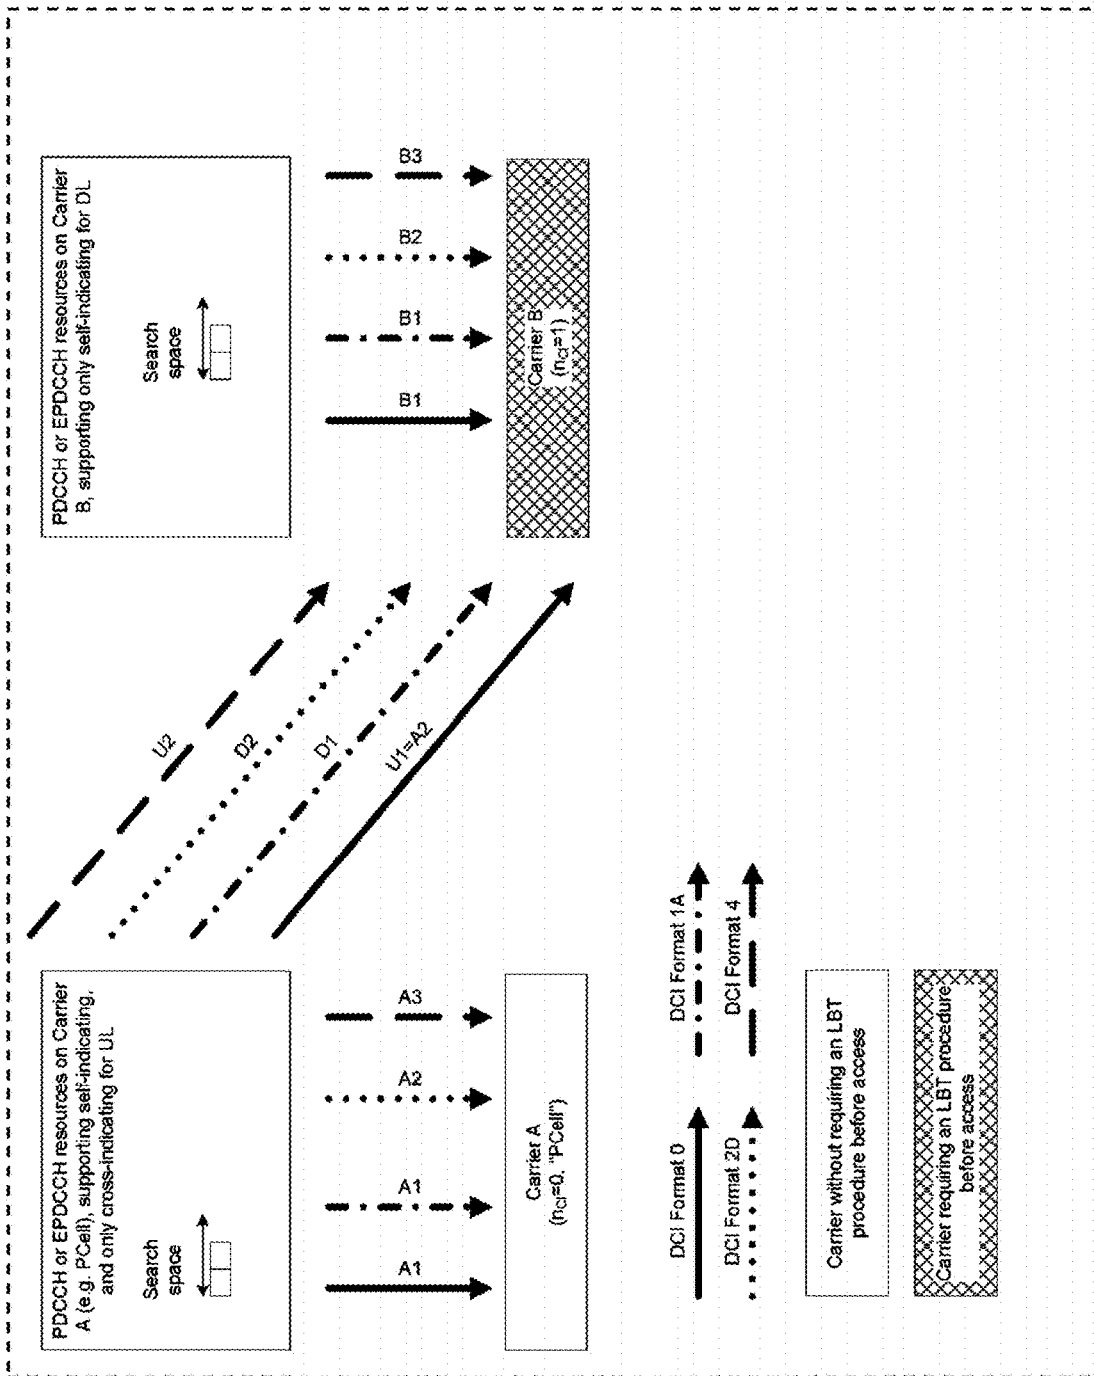 PDCCH or EPDCCH resources on Carrier
A (e.g. PCell), supporting self-indicating,
and only cross-indicating for UL
Search
space
A1
A1
A2
A3
Carrier A
(nCI=0, "PCell")
U2
D2
D1
U1=A2
PDCCH or EPDCCH resources on Carrier
B, supporting only self-indicating for DL
Search
space
B1
B1
B2
B3
Carrier B
(nCI=1)
DCI Format 0
DCI Format 1A
DCI Format 2D
DCI Format 4
Carrier without requiring an LBT
procedure before access
Carrier requiring an LBT procedure
before access